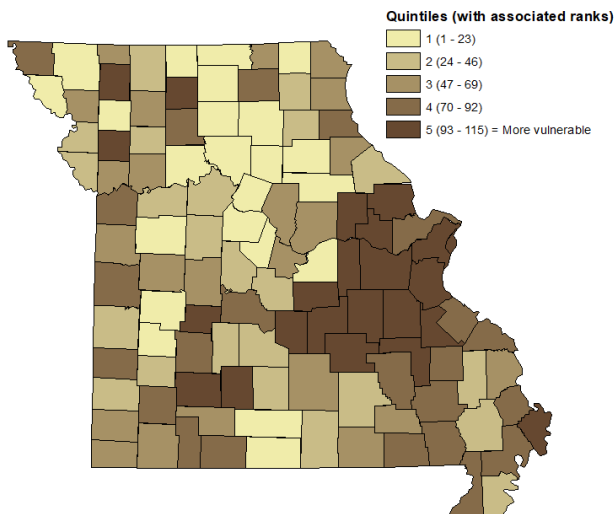 Quintiles (with associated ranks)
1 (1 - 23)
2 (24 - 46)
3 (47 - 69)
4 (70 - 92)
5 (93 - 115) = More vulnerable